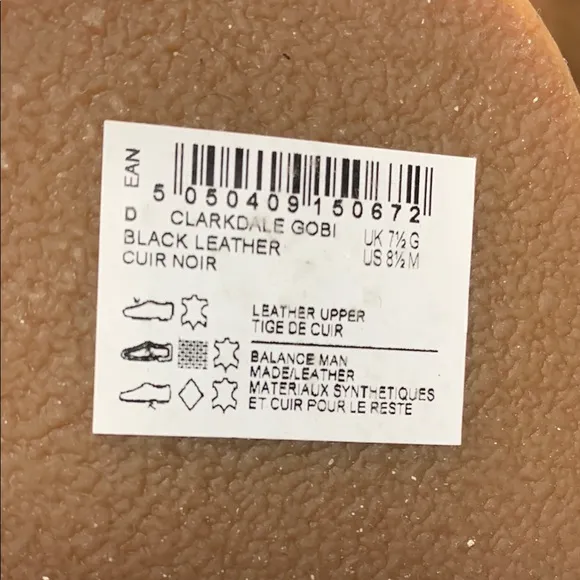 EAN
5 050409 150672
D CLARKDALE GOBI UK 7½ G
BLACK LEATHER US 8½ M
CUIR NOIR
LEATHER UPPER
TIGE DE CUIR
BALANCE MAN
MADE/LEATHER
MATERIAUX SYNTHETIQUES
ET CUIR POUR LE RESTE